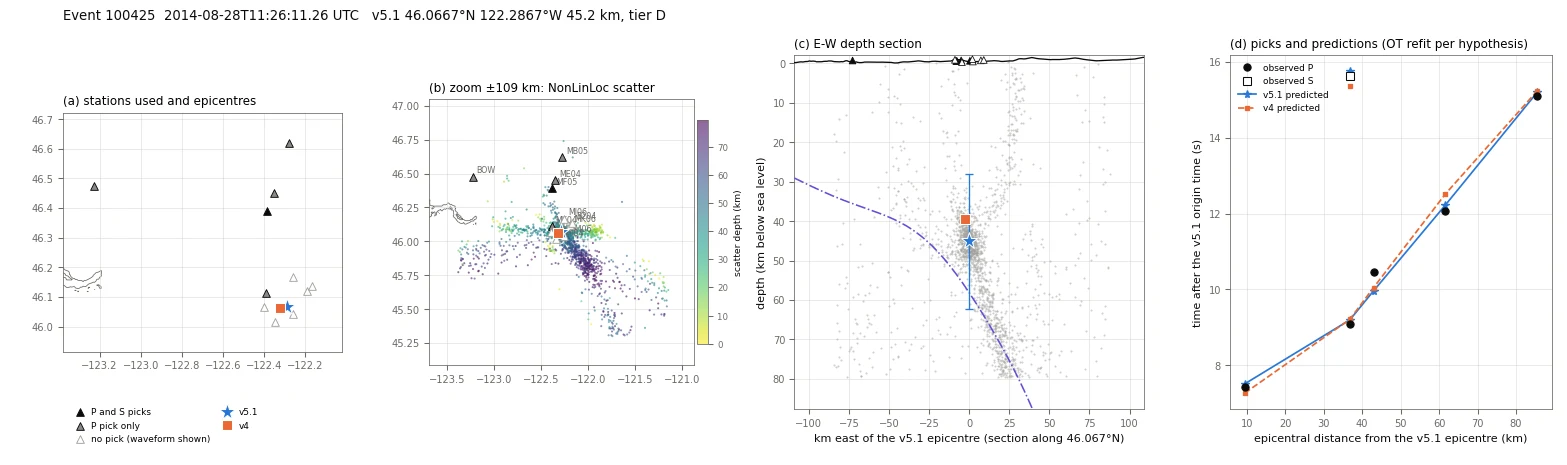 Event 100425  2014-08-28T11:26:11.26 UTC   v5.1 46.0667°N 122.2867°W 45.2 km, tier D
(a) stations used and epicentres
46.7
46.6
46.5
46.4
46.3
46.2
46.1
46.0
−123.2 −123.0 −122.8 −122.6 −122.4 −122.2
P and S picks
P pick only
no pick (waveform shown)
v5.1
v4
(b) zoom ±109 km: NonLinLoc scatter
47.00
46.75
46.50
46.25
46.00
45.75
45.50
45.25
−123.5 −123.0 −122.5 −122.0 −121.5 −121.0
BOW
MB05
ME04
MF05
MI06
70
60
50
40
30
20
10
0
scatter depth (km)
(c) E-W depth section
0
10
20
30
40
50
60
70
80
depth (km below sea level)
−100 −75 −50 −25 0 25 50 75 100
km east of the v5.1 epicentre (section along 46.067°N)
(d) picks and predictions (OT refit per hypothesis)
observed P
observed S
v5.1 predicted
v4 predicted
16
14
12
10
8
time after the v5.1 origin time (s)
10 20 30 40 50 60 70 80
epicentral distance from the v5.1 epicentre (km)